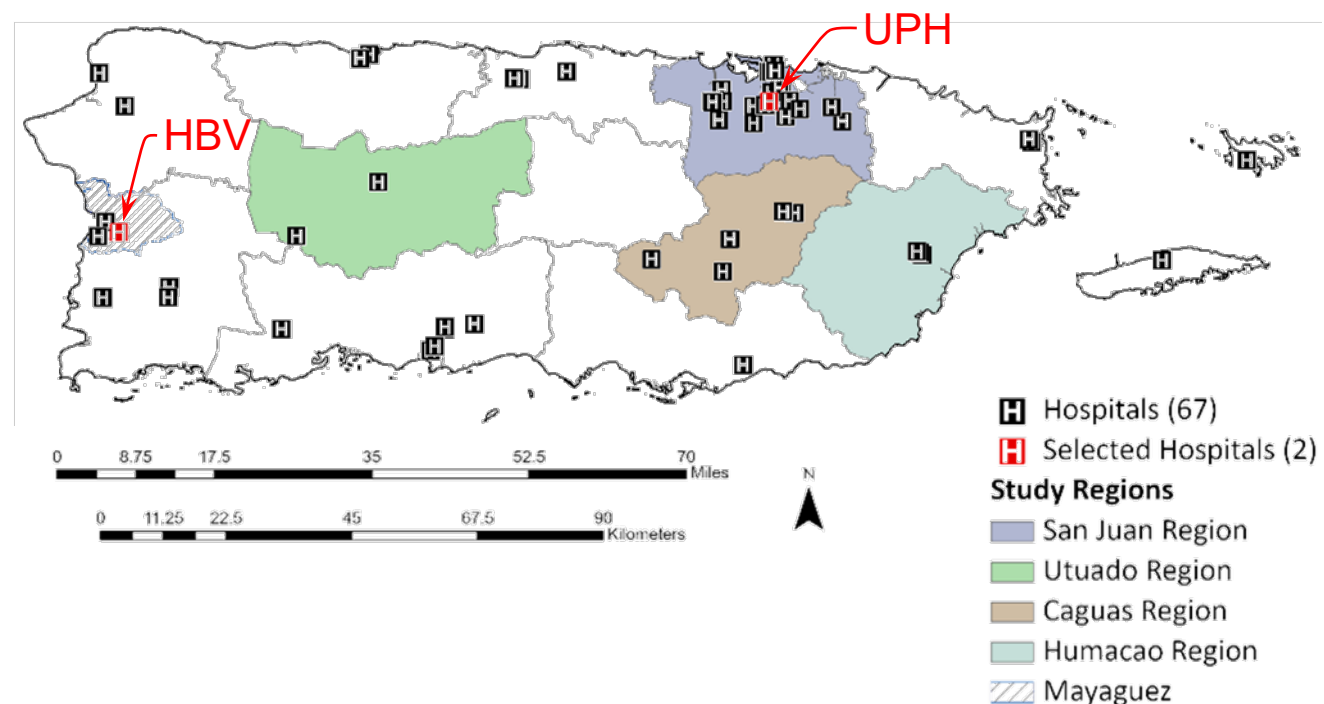 UPH
HBV
H Hospitals (67)
H Selected Hospitals (2)
Study Regions
San Juan Region
Utuado Region
Caguas Region
Humacao Region
Mayaguez
0 8.75 17.5 35 52.5 70
Miles
N
0 11.25 22.5 45 67.5 90
Kilometers